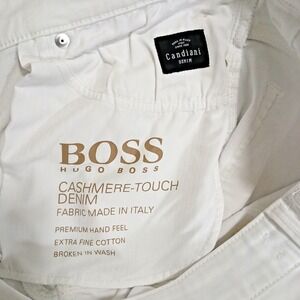 Candiani
DENIM
BOSS
HUGO BOSS
CASHMERE-TOUCH
DENIM
FABRIC MADE IN ITALY
PREMIUM HAND FEEL
EXTRA FINE COTTON
BROKEN IN WASH